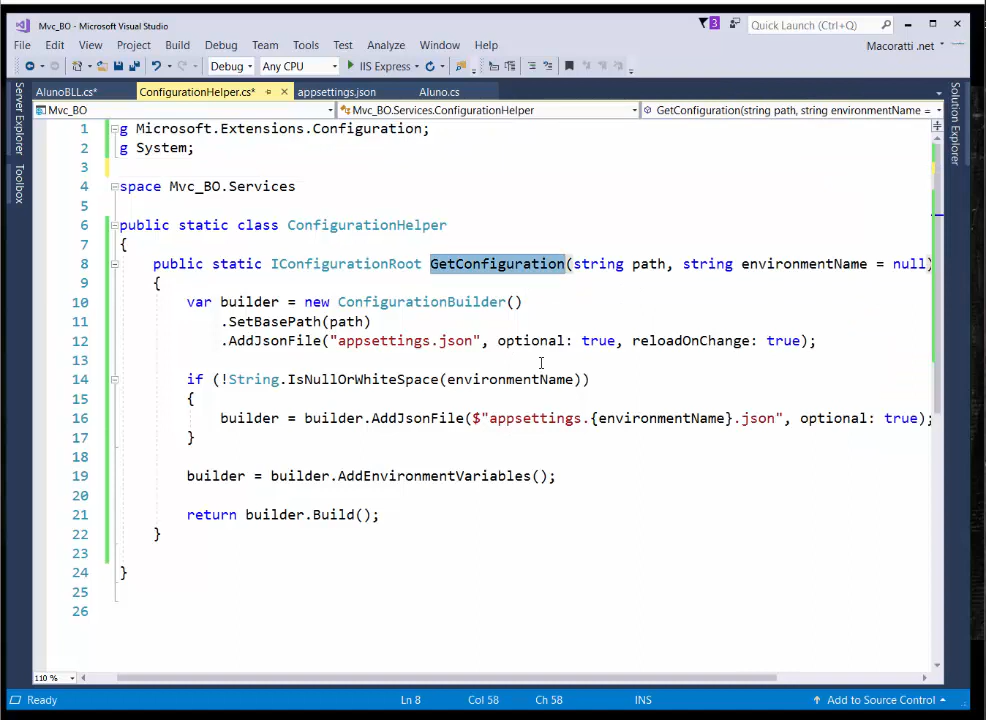 Mvc_BO - Microsoft Visual Studio
3
Quick Launch (Ctrl+Q)
File Edit View Project Build Debug Team Tools Test Analyze Window Help
Macoratti .net
Debug Any CPU IIS Express
Server Explorer
Toolbox
Solution Explorer
AlunoBLL.cs* ConfigurationHelper.cs* appsettings.json Aluno.cs
Mvc_BO Mvc_BO.Services.ConfigurationHelper GetConfiguration(string path, string environmentName =
1 g Microsoft.Extensions.Configuration;
2 g System;
3
4 space Mvc_BO.Services
5
6 public static class ConfigurationHelper
7 {
8 public static IConfigurationRoot GetConfiguration(string path, string environmentName = null)
9 {
10 var builder = new ConfigurationBuilder()
11 .SetBasePath(path)
12 .AddJsonFile("appsettings.json", optional: true, reloadOnChange: true);
13
14 if (!String.IsNullOrWhiteSpace(environmentName))
15 {
16 builder = builder.AddJsonFile($"appsettings.{environmentName}.json", optional: true);
17 }
18
19 builder = builder.AddEnvironmentVariables();
20
21 return builder.Build();
22 }
23
24 }
25
26
110 %
Ready Ln 8 Col 58 Ch 58 INS Add to Source Control